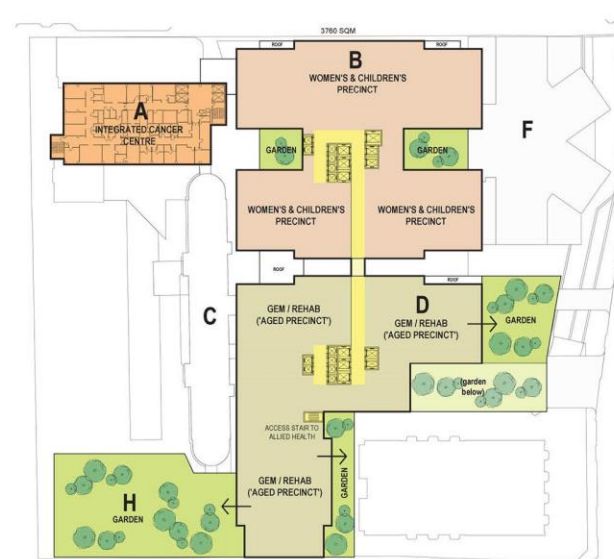 3760 SQM
ROOF
ROOF
B
WOMEN'S & CHILDREN'S
PRECINCT
A
INTEGRATED CANCER
CENTRE
F
GARDEN
GARDEN
WOMEN'S & CHILDREN'S
PRECINCT
WOMEN'S & CHILDREN'S
PRECINCT
ROOF
ROOF
C
GEM / REHAB
('AGED PRECINCT')
D
GEM / REHAB
('AGED PRECINCT')
GARDEN
(garden
below)
ACCESS STAIR TO
ALLIED HEALTH
GEM / REHAB
('AGED PRECINCT')
GARDEN
H
GARDEN